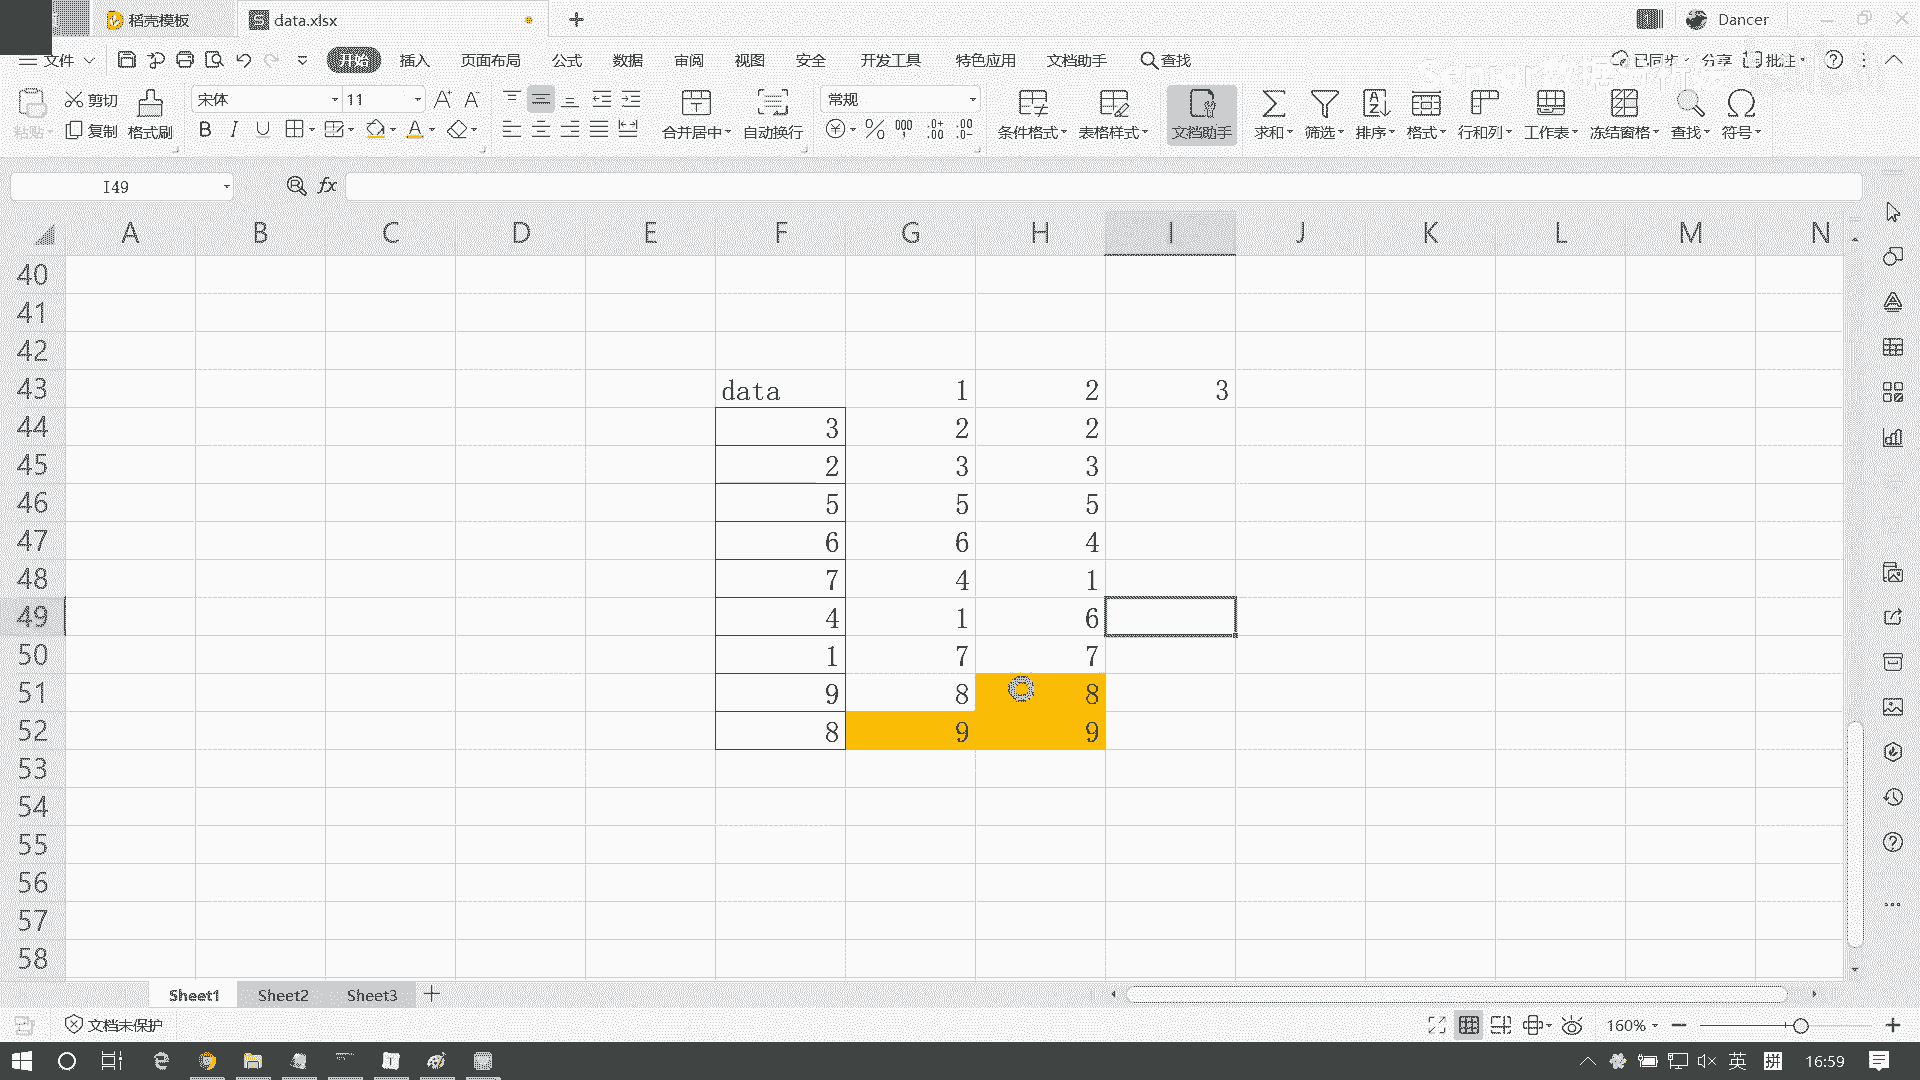 稻壳模板 data.xlsx Dancer
文件 开始 插入 页面布局 公式 数据 审阅 视图 安全 开发工具 特色应用 文档助手 查找 已同步 分享 批注
剪切 宋体 11 常规
粘贴 复制 格式刷 合并居中 自动换行 条件格式 表格样式 文档助手 求和 筛选 排序 格式 行和列 工作表 冻结窗格 查找 符号
I49 fx
A B C D E F G H I J K L M N
40
41
42
43 data 1 2 3
44 3 2 2
45 2 3 3
46 5 5 5
47 6 6 4
48 7 4 1
49 4 1 6
50 1 7 7
51 9 8 8
52 8 9 9
53
54
55
56
57
58
Sheet1 Sheet2 Sheet3
文档未保护 160%
英 拼 16:59